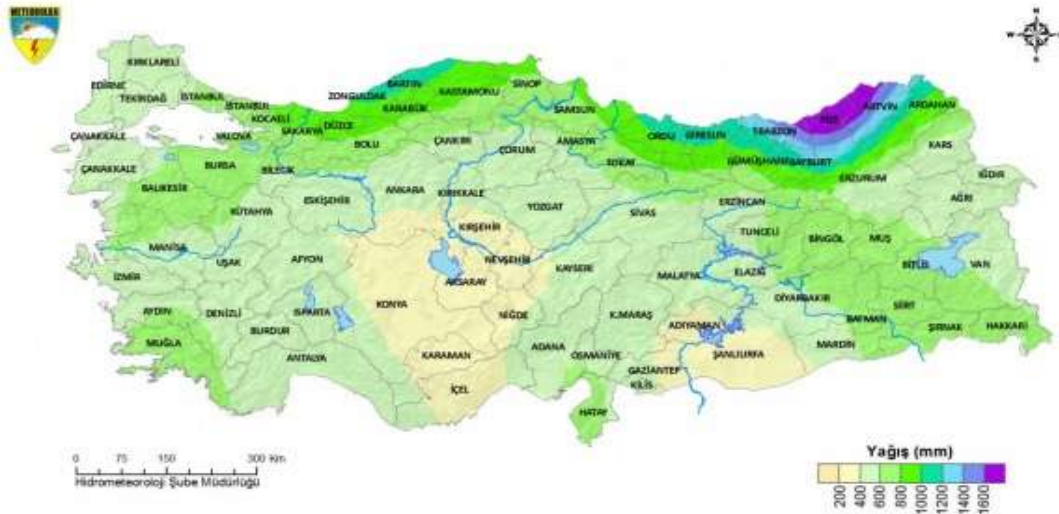 METEOROLOJİ
N
W E
S
KIRKLARELİ
EDİRNE
TEKİRDAĞ
İSTANBUL
İSTANBUL
KOCAELİ
YALOVA
SAKARYA
DÜZCE
BOLU
ZONGULDAK
BARTIN
KARABÜK
KASTAMONU
SİNOP
SAMSUN
ÇANKIRI
ÇORUM
AMASYA
TOKAT
ORDU
GİRESUN
TRABZON
RİZE
ARTVİN
ARDAHAN
GÜMÜŞHANE
BAYBURT
KARS
ERZURUM
IĞDIR
AĞRI
ÇANAKKALE
ÇANAKKALE
BALIKESİR
BURSA
BİLECİK
KÜTAHYA
ESKİŞEHİR
ANKARA
KIRIKKALE
YOZGAT
SİVAS
ERZİNCAN
TUNCELİ
BİNGÖL
MUŞ
BİTLİS
VAN
MANİSA
İZMİR
UŞAK
AFYON
KIRŞEHİR
NEVŞEHİR
AKSARAY
KAYSERİ
MALATYA
ELAZIĞ
DİYARBAKIR
SİİRT
BATMAN
ŞIRNAK
HAKKARİ
AYDIN
DENİZLİ
BURDUR
ISPARTA
KONYA
NİĞDE
K.MARAŞ
ADIYAMAN
MARDİN
MUĞLA
ANTALYA
KARAMAN
İÇEL
ADANA
OSMANİYE
GAZİANTEP
KİLİS
ŞANLIURFA
HATAY
0 75 150 300 Km
Hidrometeoroloji Şube Müdürlüğü
Yağış (mm)
200 400 600 800 1000 1200 1400 1600